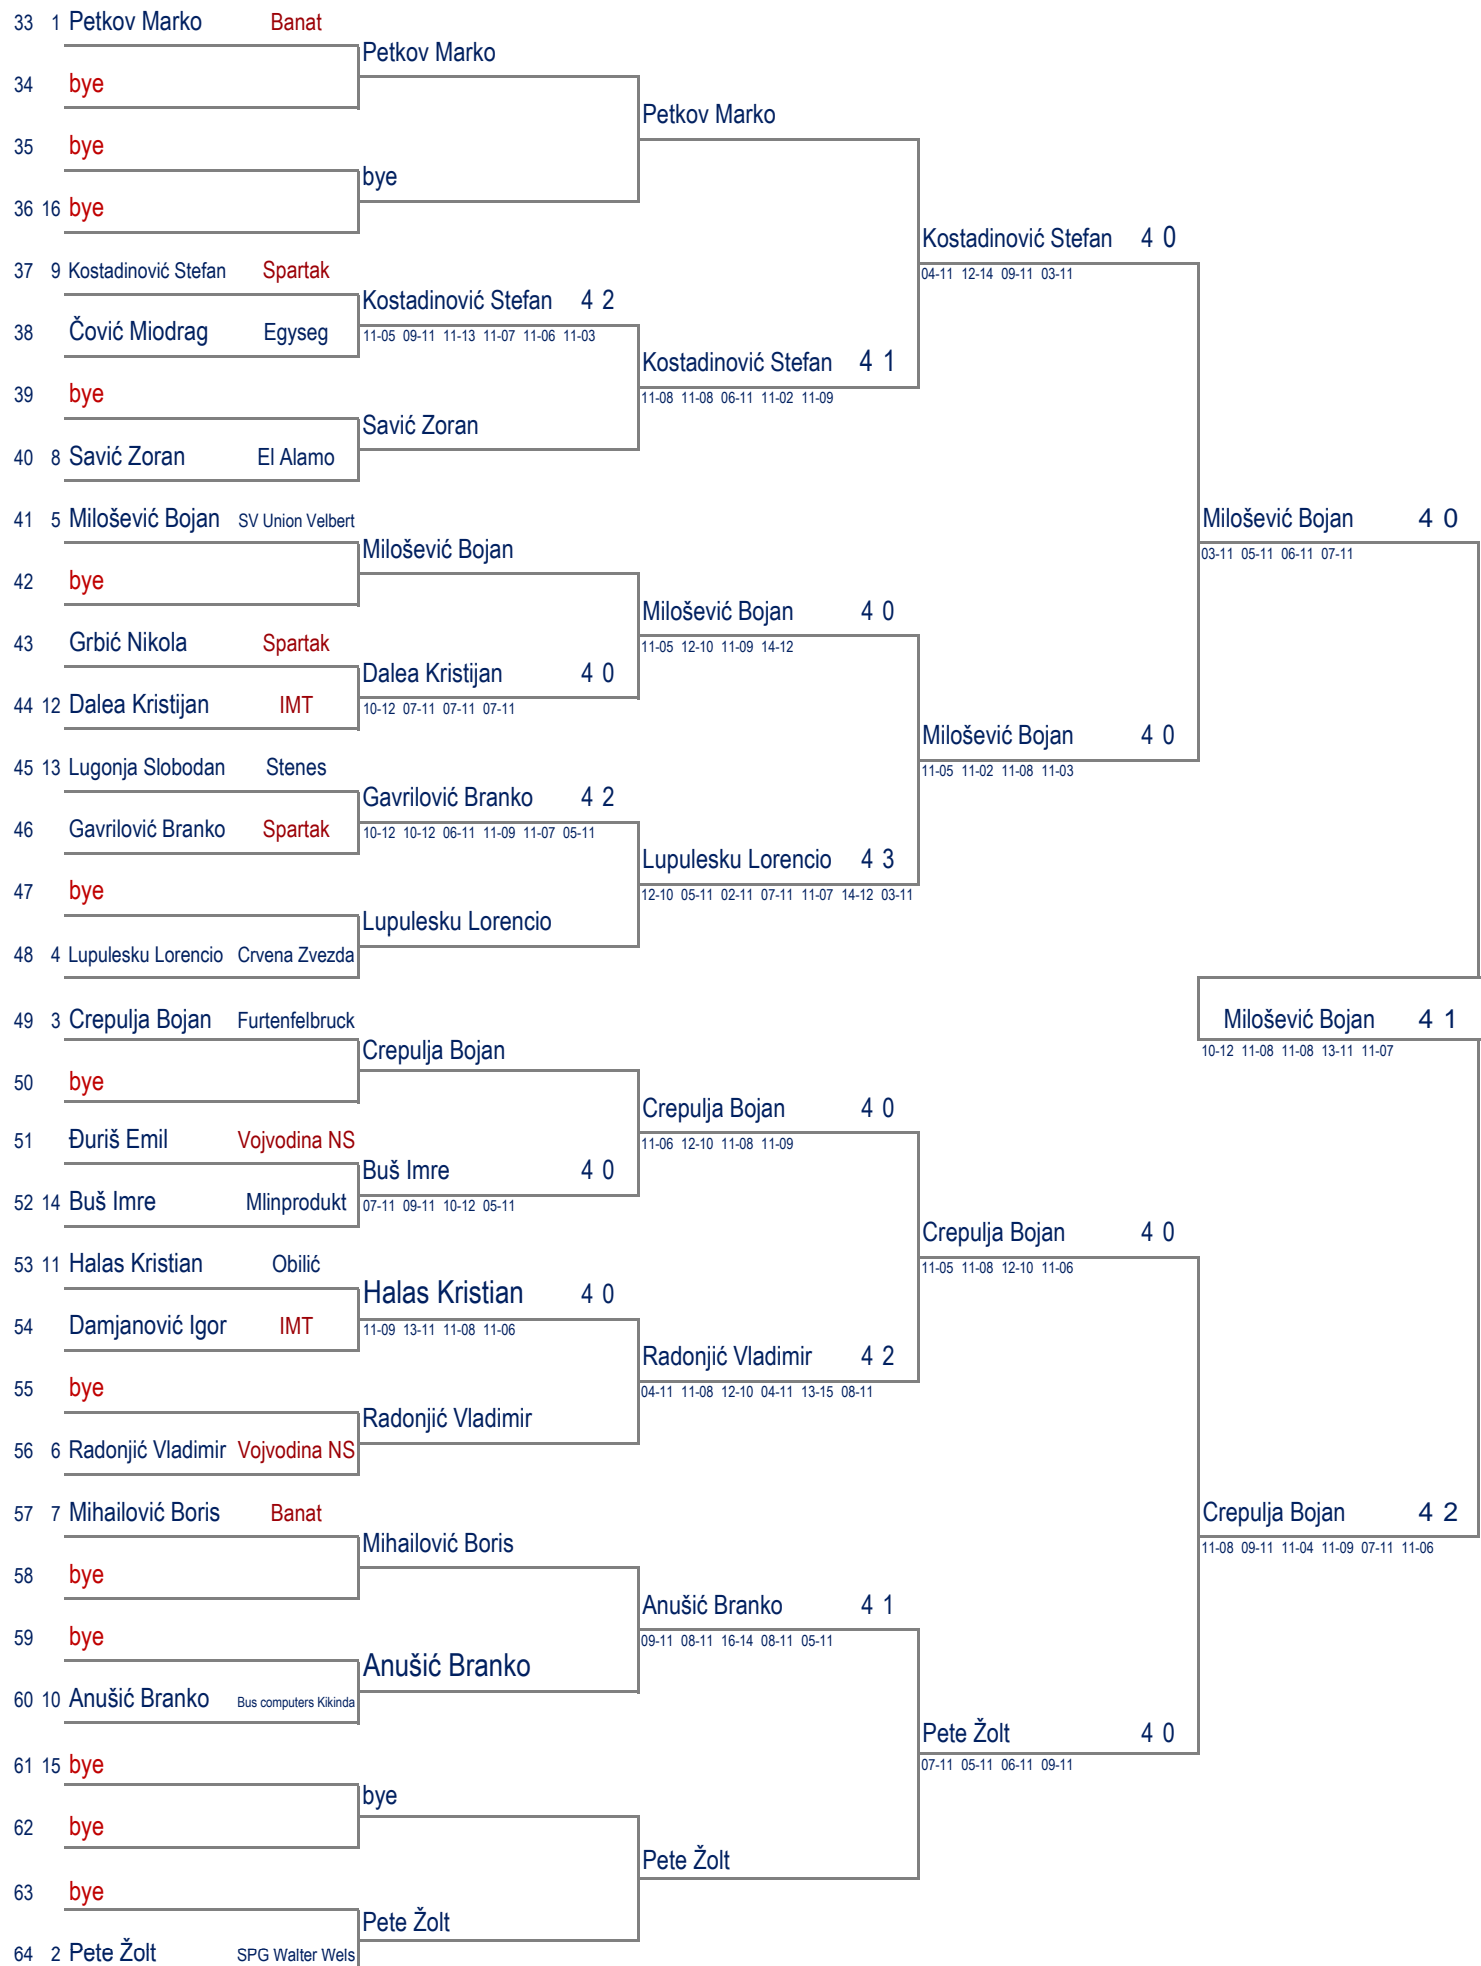 33 1 Petkov Marko Banat
Petkov Marko
34 bye
Petkov Marko
35 bye
bye
36 16 bye
Kostadinović Stefan 4 0
37 9 Kostadinović Stefan Spartak
04-11 12-14 09-11 03-11
Kostadinović Stefan 4 2
38 Čović Miodrag Egyseg
11-05 09-11 11-13 11-07 11-06 11-03
Kostadinović Stefan 4 1
39 bye
11-08 11-08 06-11 11-02 11-09
Savić Zoran
40 8 Savić Zoran El Alamo
41 5 Milošević Bojan SV Union Velbert
Milošević Bojan 4 0
Milošević Bojan
03-11 05-11 06-11 07-11
42 bye
Milošević Bojan 4 0
43 Grbić Nikola Spartak
11-05 12-10 11-09 14-12
Dalea Kristijan 4 0
44 12 Dalea Kristijan IMT
10-12 07-11 07-11 07-11
Milošević Bojan 4 0
45 13 Lugonja Slobodan Stenes
11-05 11-02 11-08 11-03
Gavrilović Branko 4 2
46 Gavrilović Branko Spartak
10-12 10-12 06-11 11-09 11-07 05-11
Lupulesku Lorencio 4 3
47 bye
12-10 05-11 02-11 07-11 11-07 14-12 03-11
Lupulesku Lorencio
48 4 Lupulesku Lorencio Crvena Zvezda
49 3 Crepulja Bojan Furtenfelbruck
Milošević Bojan 4 1
Crepulja Bojan
10-12 11-08 11-08 13-11 11-07
50 bye
Crepulja Bojan 4 0
51 Đuriš Emil Vojvodina NS
11-06 12-10 11-08 11-09
Buš Imre 4 0
52 14 Buš Imre Mlinprodukt
07-11 09-11 10-12 05-11
Crepulja Bojan 4 0
53 11 Halas Kristian Obilić
11-05 11-08 12-10 11-06
Halas Kristian 4 0
54 Damjanović Igor IMT
11-09 13-11 11-08 11-06
Radonjić Vladimir 4 2
55 bye
04-11 11-08 12-10 04-11 13-15 08-11
Radonjić Vladimir
56 6 Radonjić Vladimir Vojvodina NS
57 7 Mihailović Boris Banat
Crepulja Bojan 4 2
Mihailović Boris
11-08 09-11 11-04 11-09 07-11 11-06
58 bye
Anušić Branko 4 1
59 bye
09-11 08-11 16-14 08-11 05-11
Anušić Branko
60 10 Anušić Branko Bus computers Kikinda
Pete Žolt 4 0
61 15 bye
07-11 05-11 06-11 09-11
bye
62 bye
Pete Žolt
63 bye
Pete Žolt
64 2 Pete Žolt SPG Walter Wels